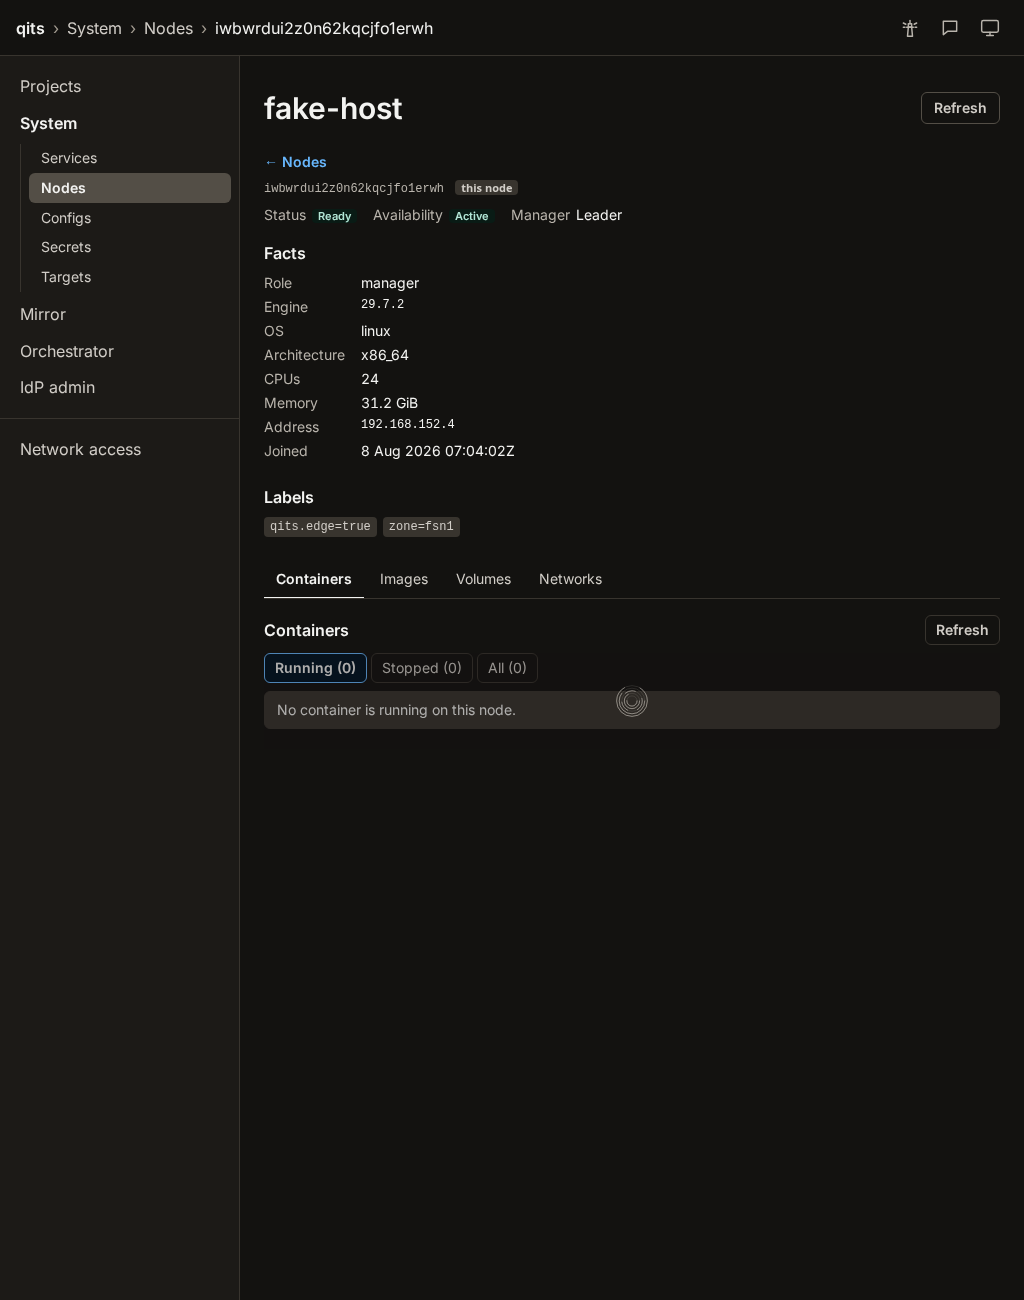 qits › System › Nodes › iwbwrdui2z0n62kqcjfo1erwh
Projects
System
Services
Nodes
Configs
Secrets
Targets
Mirror
Orchestrator
IdP admin
Network access
fake-host
Refresh
← Nodes
iwbwrdui2z0n62kqcjfo1erwh this node
Status Ready Availability Active Manager Leader
Facts
Role manager
Engine 29.7.2
OS linux
Architecture x86_64
CPUs 24
Memory 31.2 GiB
Address 192.168.152.4
Joined 8 Aug 2026 07:04:02Z
Labels
qits.edge=true zone=fsn1
Containers Images Volumes Networks
Containers
Refresh
Running (0) Stopped (0) All (0)
No container is running on this node.